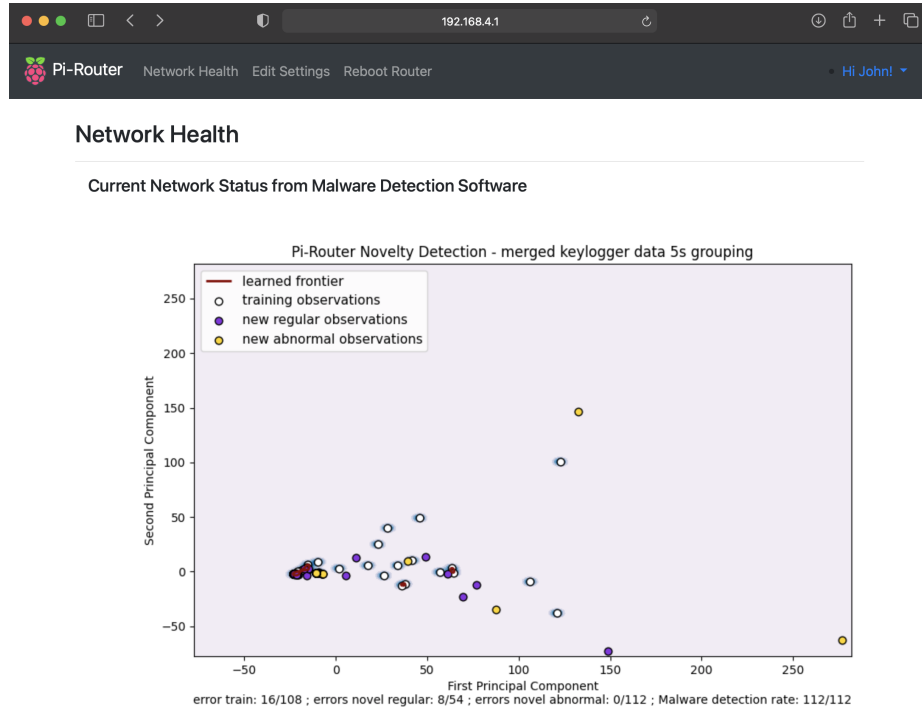 192.168.4.1
Pi-Router Network Health Edit Settings Reboot Router Hi John!
Network Health
Current Network Status from Malware Detection Software
Pi-Router Novelty Detection - merged keylogger data 5s grouping
learned frontier
training observations
new regular observations
new abnormal observations
Second Principal Component
250
200
150
100
50
0
−50
−50 0 50 100 150 200 250
First Principal Component
error train: 16/108 ; errors novel regular: 8/54 ; errors novel abnormal: 0/112 ; Malware detection rate: 112/112